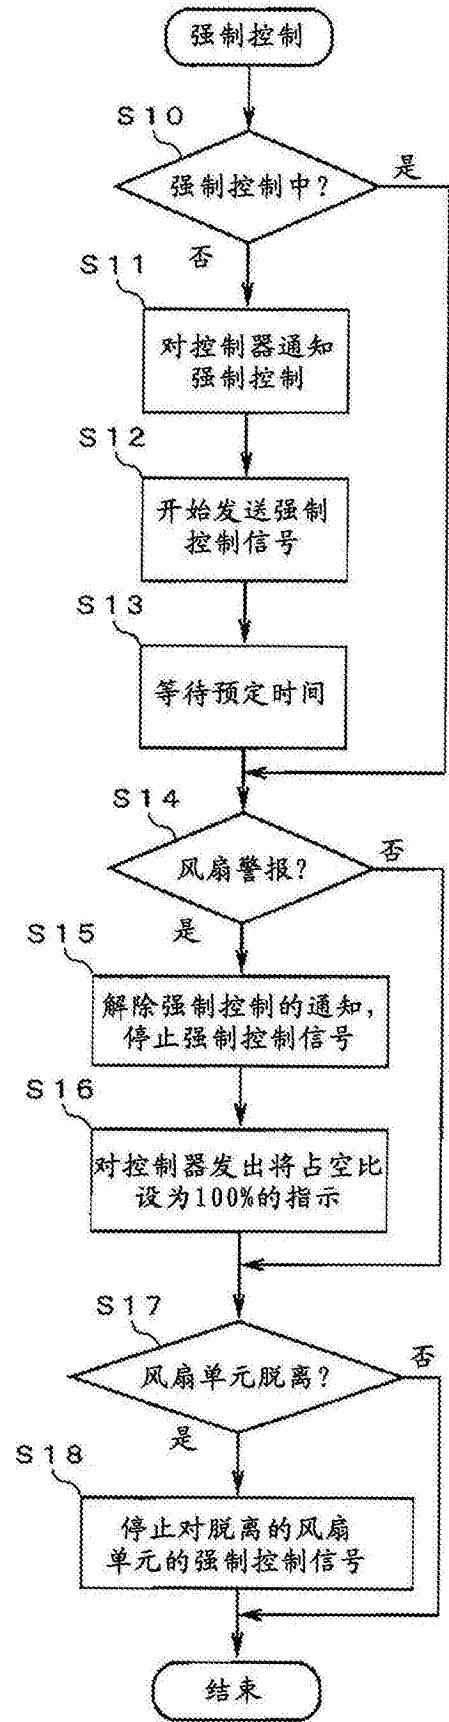 强制控制
S10
强制控制中?
是
否
S11
对控制器通知
强制控制
S12
开始发送强制
控制信号
S13
等待预定时间
S14
风扇警报?
否
是
S15
解除强制控制的通知,
停止强制控制信号
S16
对控制器发出将占空比
设为100%的指示
S17
风扇单元脱离?
否
是
S18
停止对脱离的风扇
单元的强制控制信号
结束